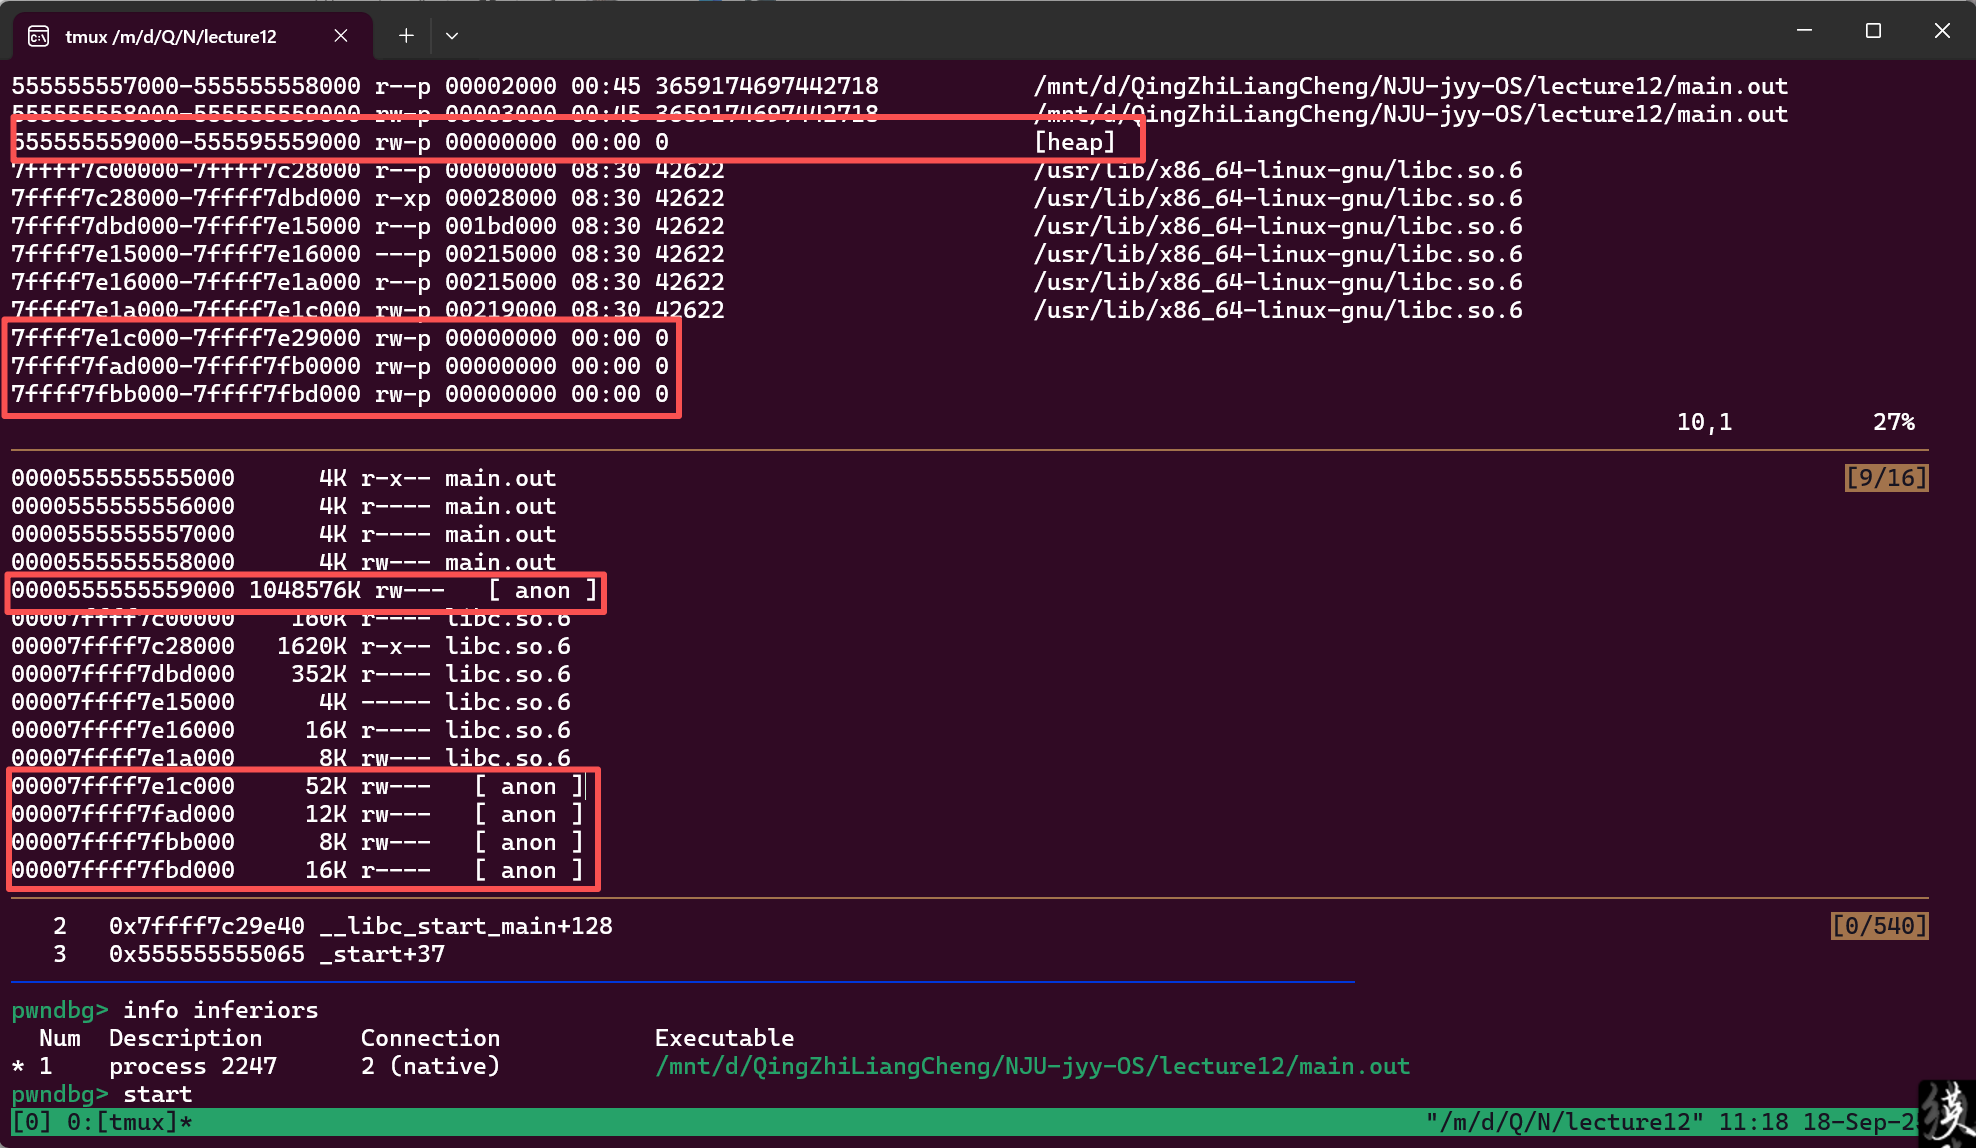 tmux /m/d/Q/N/lecture12
555555557000-555555558000 r--p 00002000 00:45 3659174697442718 /mnt/d/QingZhiLiangCheng/NJU-jyy-OS/lecture12/main.out
555555558000-555555559000 rw-p 00003000 00:45 3659174697442718 /mnt/d/QingZhiLiangCheng/NJU-jyy-OS/lecture12/main.out
555555559000-555595559000 rw-p 00000000 00:00 0 [heap]
7ffff7c00000-7ffff7c28000 r--p 00000000 08:30 42622 /usr/lib/x86_64-linux-gnu/libc.so.6
7ffff7c28000-7ffff7dbd000 r-xp 00028000 08:30 42622 /usr/lib/x86_64-linux-gnu/libc.so.6
7ffff7dbd000-7ffff7e15000 r--p 001bd000 08:30 42622 /usr/lib/x86_64-linux-gnu/libc.so.6
7ffff7e15000-7ffff7e16000 ---p 00215000 08:30 42622 /usr/lib/x86_64-linux-gnu/libc.so.6
7ffff7e16000-7ffff7e1a000 r--p 00215000 08:30 42622 /usr/lib/x86_64-linux-gnu/libc.so.6
7ffff7e1a000-7ffff7e1c000 rw-p 00219000 08:30 42622 /usr/lib/x86_64-linux-gnu/libc.so.6
7ffff7e1c000-7ffff7e29000 rw-p 00000000 00:00 0
7ffff7fad000-7ffff7fb0000 rw-p 00000000 00:00 0
7ffff7fbb000-7ffff7fbd000 rw-p 00000000 00:00 0
10,1 27%
0000555555555000 4K r-x-- main.out [9/16]
0000555555556000 4K r---- main.out
0000555555557000 4K r---- main.out
0000555555558000 4K rw--- main.out
0000555555559000 1048576K rw--- [ anon ]
00007ffff7c00000 160K r---- libc.so.6
00007ffff7c28000 1620K r-x-- libc.so.6
00007ffff7dbd000 352K r---- libc.so.6
00007ffff7e15000 4K ----- libc.so.6
00007ffff7e16000 16K r---- libc.so.6
00007ffff7e1a000 8K rw--- libc.so.6
00007ffff7e1c000 52K rw--- [ anon ]
00007ffff7fad000 12K rw--- [ anon ]
00007ffff7fbb000 8K rw--- [ anon ]
00007ffff7fbd000 16K r---- [ anon ]
2 0x7ffff7c29e40 __libc_start_main+128 [0/540]
3 0x555555555065 _start+37
pwndbg> info inferiors
Num Description Connection Executable
* 1 process 2247 2 (native) /mnt/d/QingZhiLiangCheng/NJU-jyy-OS/lecture12/main.out
pwndbg> start
[0] 0:[tmux]* "/m/d/Q/N/lecture12" 11:18 18-Sep-2